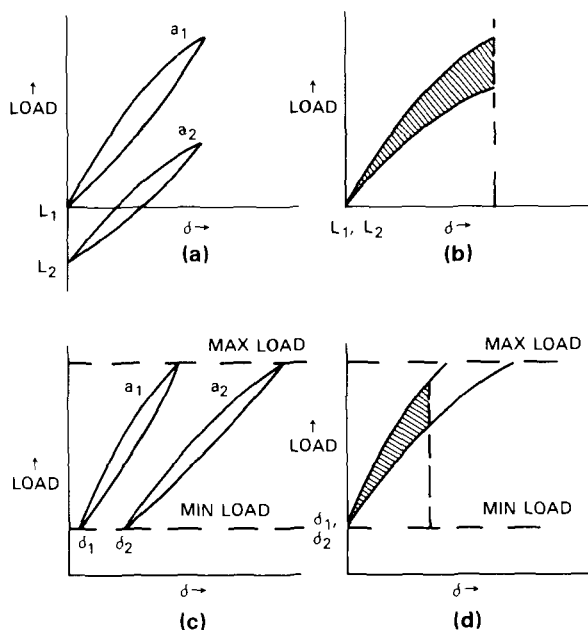 a1
↑
LOAD
a2
L1
L2
δ→
(a)
↑
LOAD
L1, L2
δ→
(b)
MAX LOAD
a1
a2
↑
LOAD
MIN LOAD
δ1
δ2
δ→
(c)
MAX LOAD
↑
LOAD
MIN LOAD
δ1,
δ2
δ→
(d)